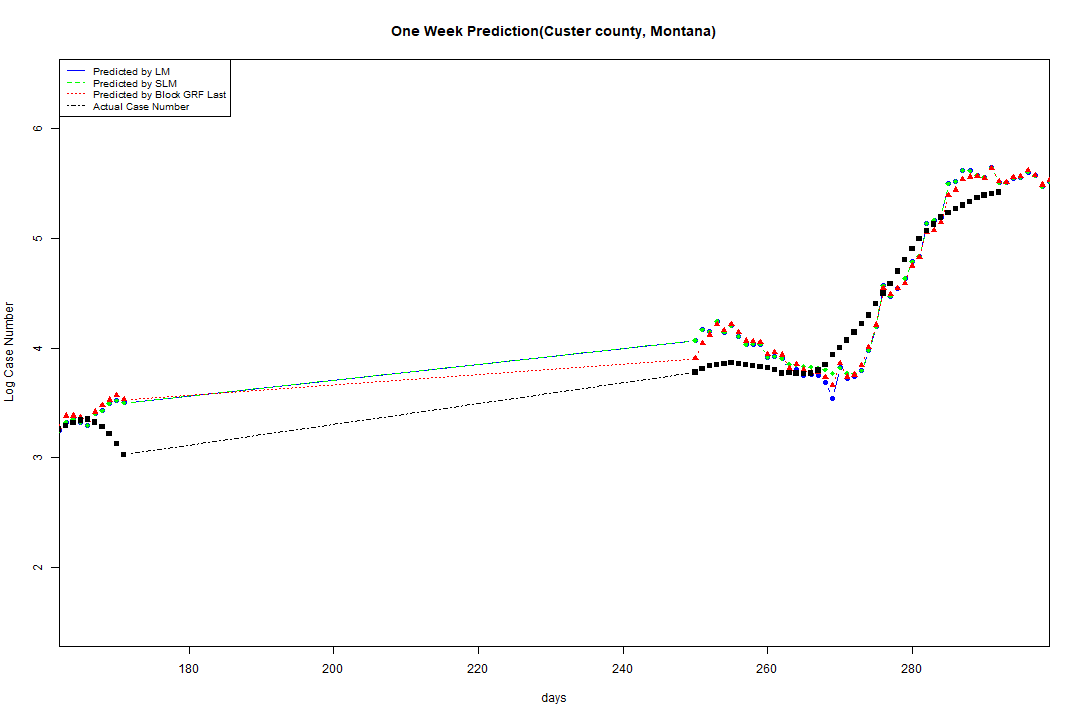 One Week Prediction(Custer county, Montana)
Predicted by LM
Predicted by SLM
Predicted by Block GRF Last
Actual Case Number
6
5
4
3
2
Log Case Number
180
200
220
240
260
280
days